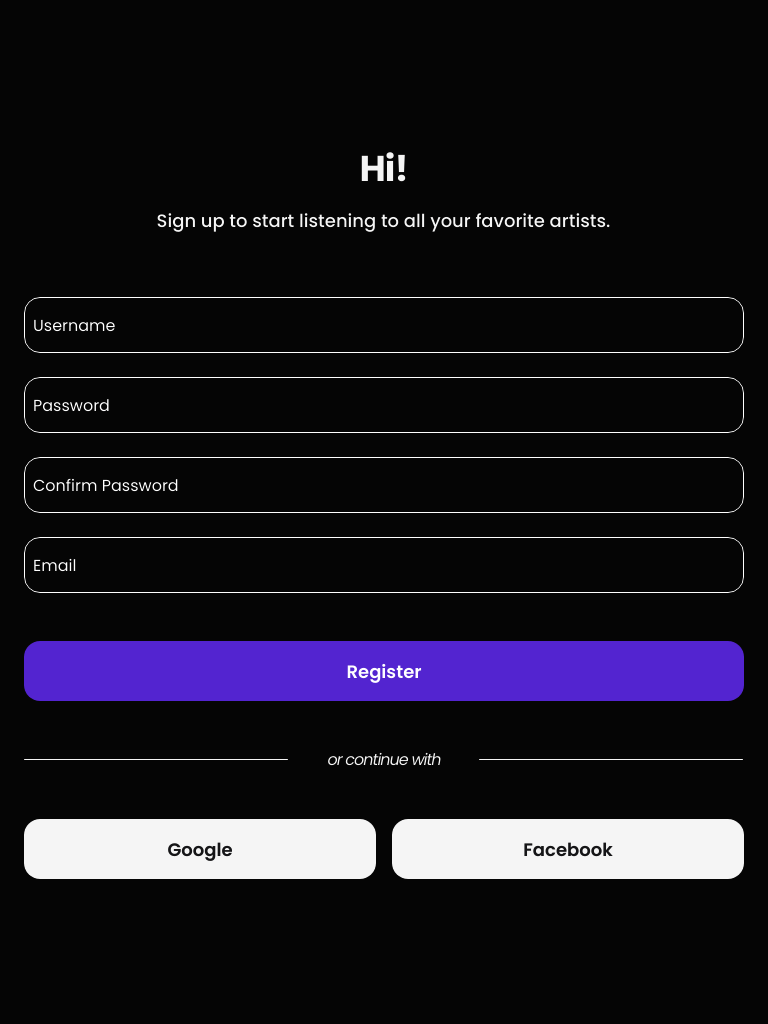 Hi!
Sign up to start listening to all your favorite artists.
Username
Password
Confirm Password
Email
Register
or continue with
Google
Facebook